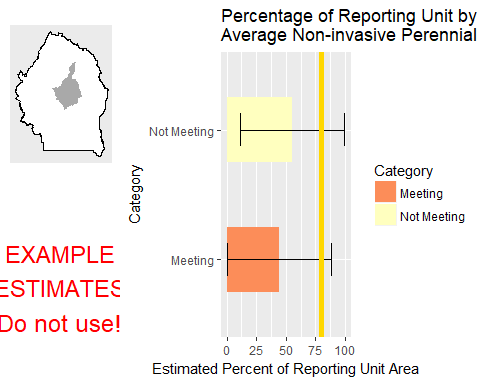 Percentage of Reporting Unit by
Average Non-invasive Perennial
Not Meeting
Meeting
Category
0 25 50 75 100
Estimated Percent of Reporting Unit Area
Category
Meeting
Not Meeting
EXAMPLE
ESTIMATES
Do not use!